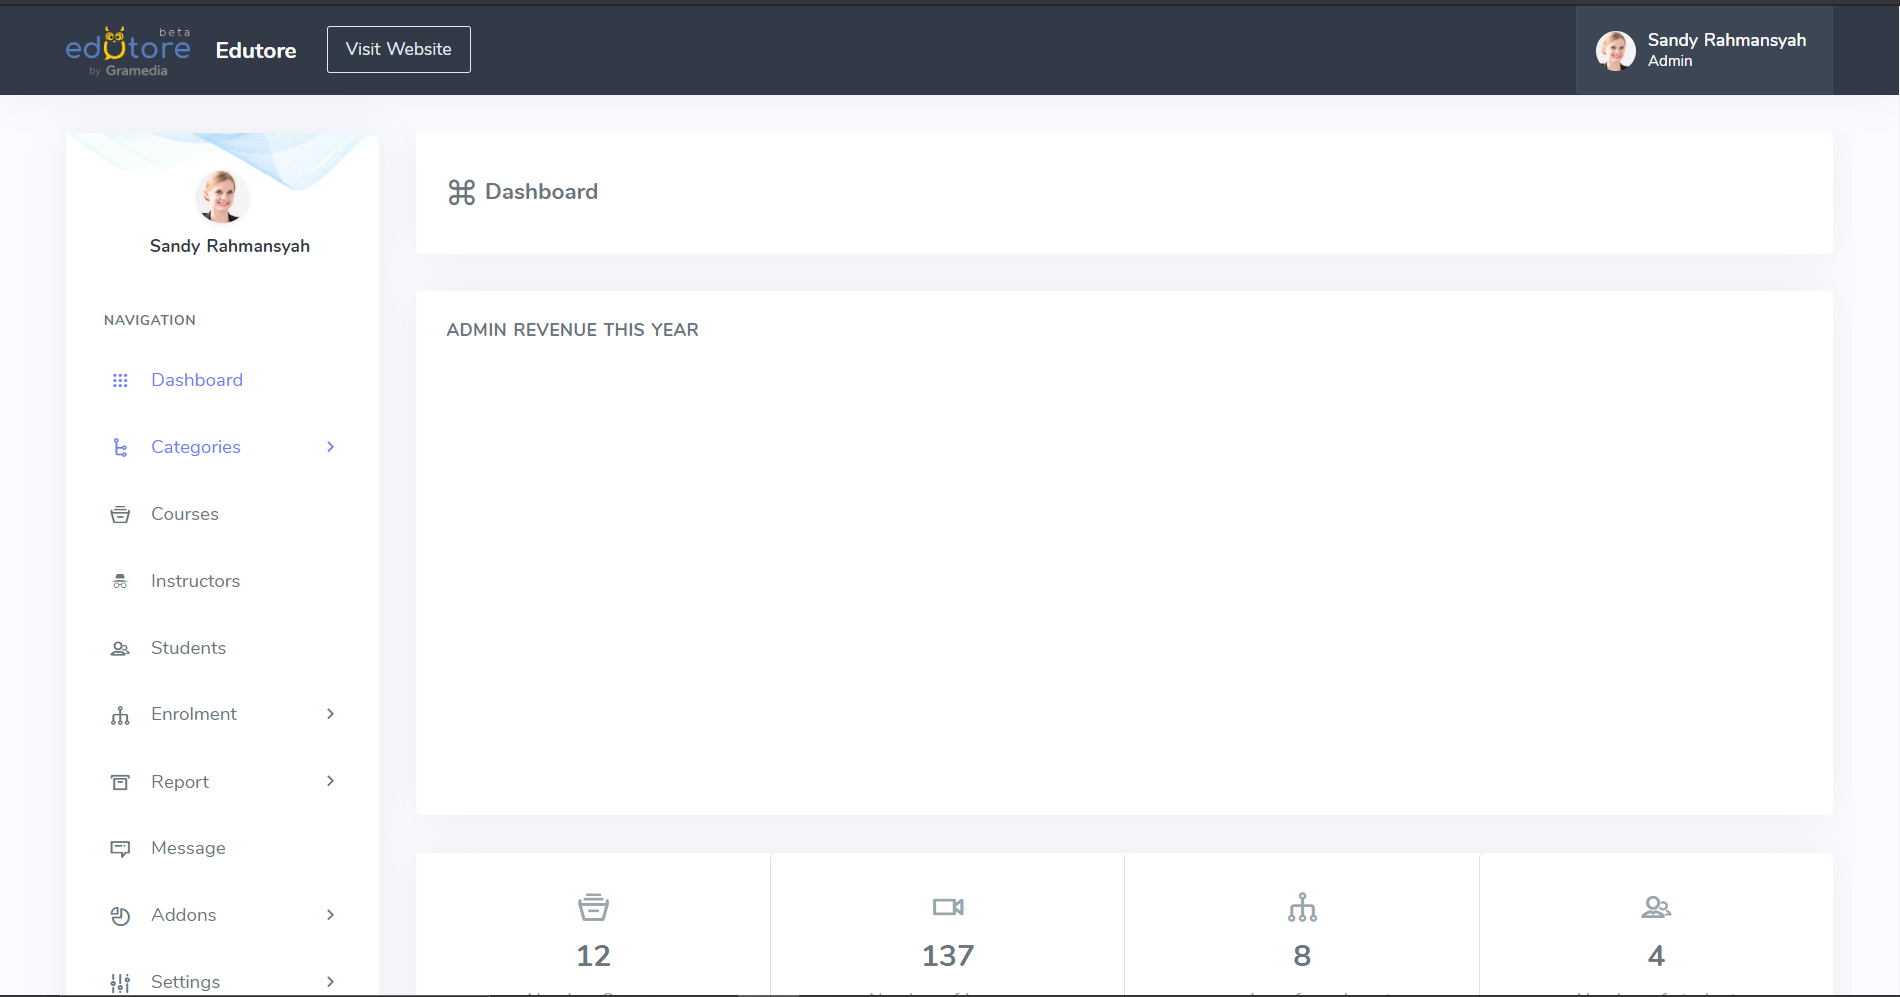 beta
edutore
by Gramedia
Edutore
Visit Website
Sandy Rahmansyah
Admin
Sandy Rahmansyah
NAVIGATION
Dashboard
Categories
Courses
Instructors
Students
Enrolment
Report
Message
Addons
Settings
Dashboard
ADMIN REVENUE THIS YEAR
12
137
8
4